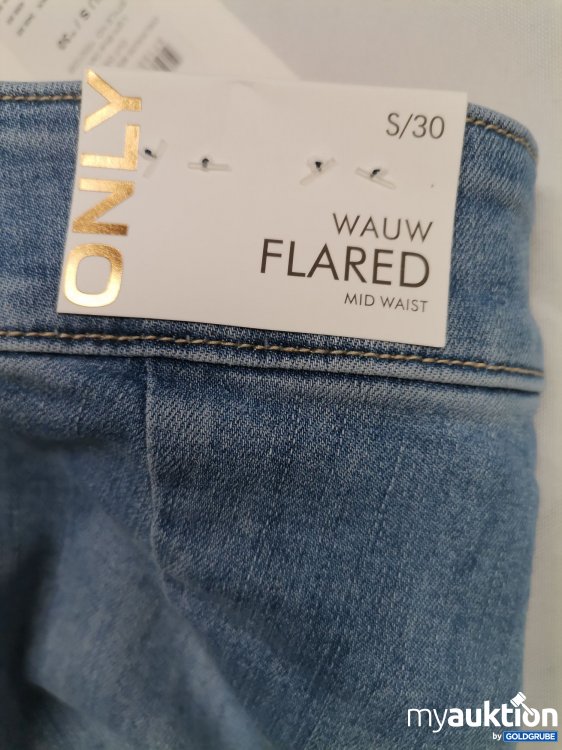 ONLY
S/30
WAUW
FLARED
MID WAIST
myauktion
by GOLDGRUBE